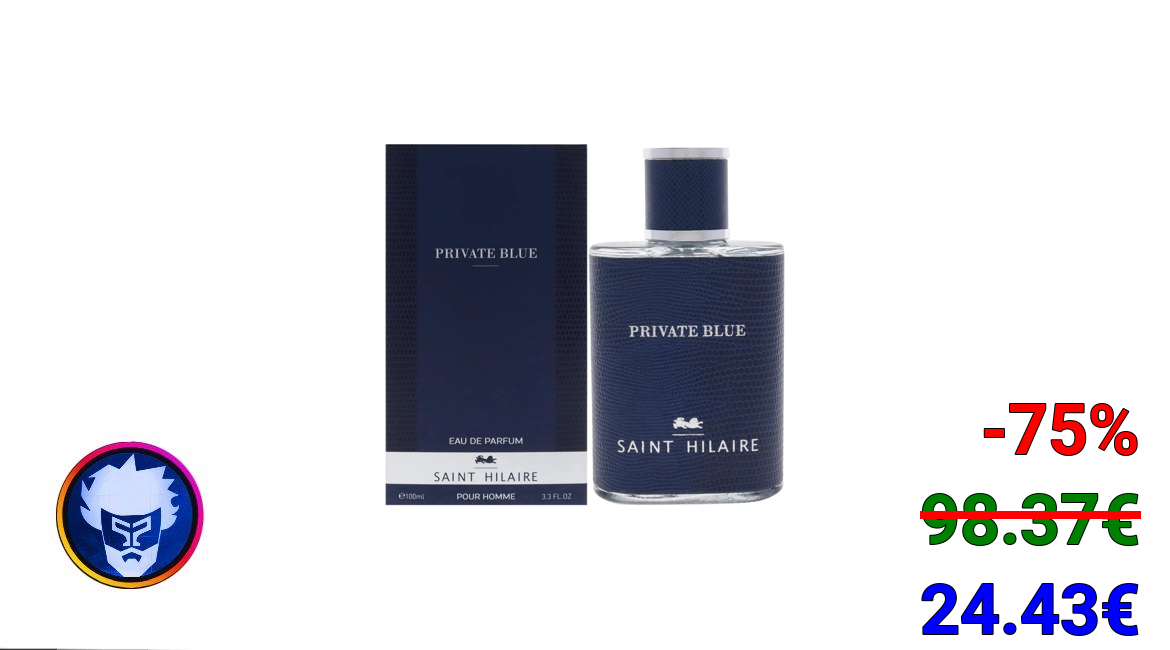 PRIVATE BLUE
EAU DE PARFUM
SAINT HILAIRE
℮100ml POUR HOMME 3.3 FL.OZ
PRIVATE BLUE
SAINT HILAIRE
-75%
98.37€
24.43€